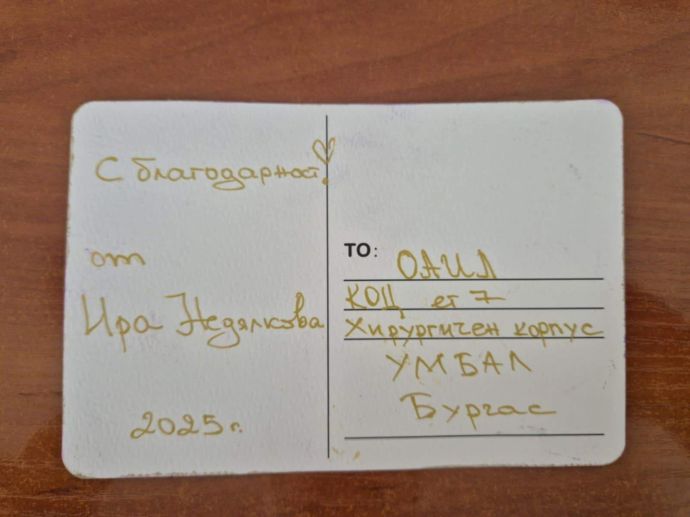 С благодарност!
от
Ира Недялкова
2025 г.
TO: ОАИЛ
КОЦ ет 7
Хирургичен корпус
УМБАЛ
Бургас